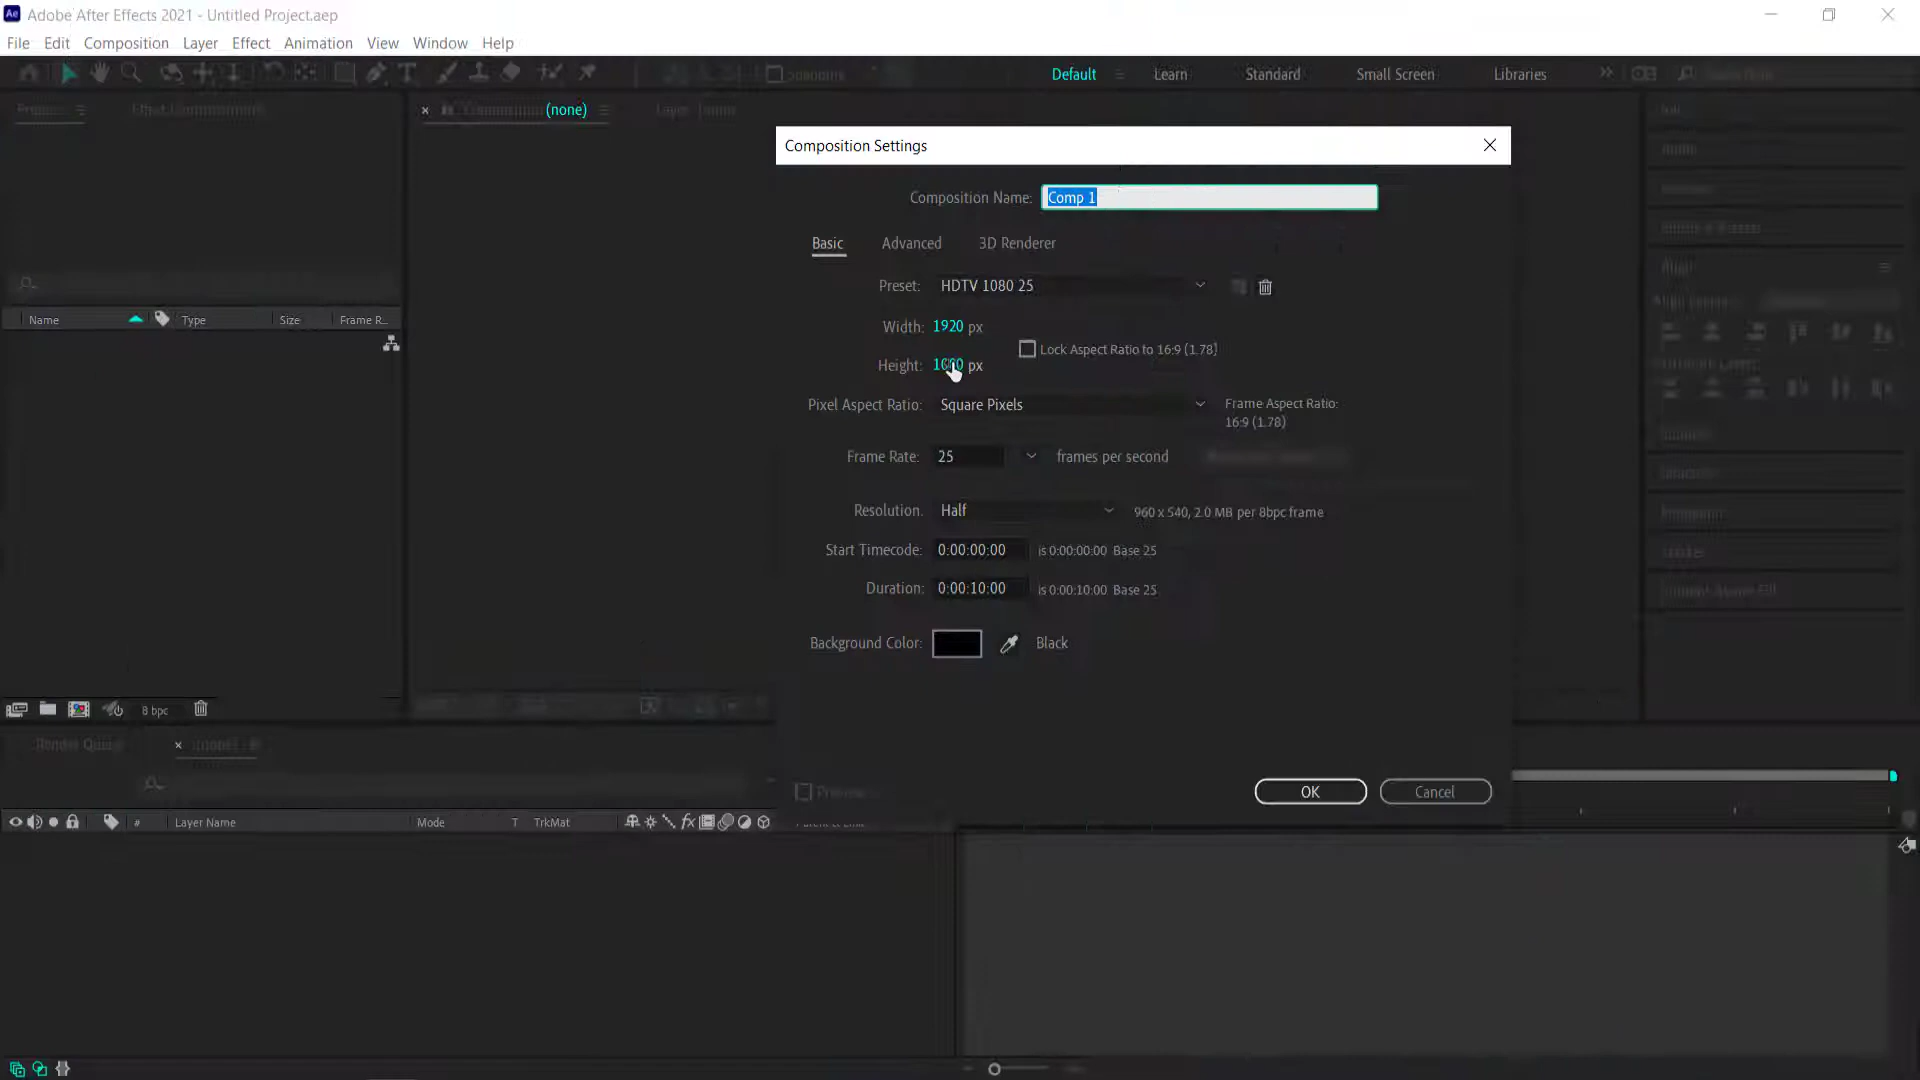 Adobe After Effects 2021 - Untitled Project.aep
File Edit Composition Layer Effect Animation View Window Help
Default Learn Standard Small Screen Libraries
(none)
Composition Settings
Composition Name: Comp 1
Basic Advanced 3D Renderer
Preset: HDTV 1080 25
Width: 1920 px
Lock Aspect Ratio to 16:9 (1.78)
Height: px
Pixel Aspect Ratio: Square Pixels
Frame Aspect Ratio:
16:9 (1.78)
Frame Rate: 25 frames per second
Resolution: Half 960 x 540, 2.0 MB per 8bpc frame
Start Timecode: 0:00:00:00 is 0:00:00:00 Base 25
Duration: 0:00:10:00 is 0:00:10:00 Base 25
Background Color: Black
OK Cancel
Name Type Size Frame R...
8 bpc
Render Queue
# Layer Name Mode T TrkMat